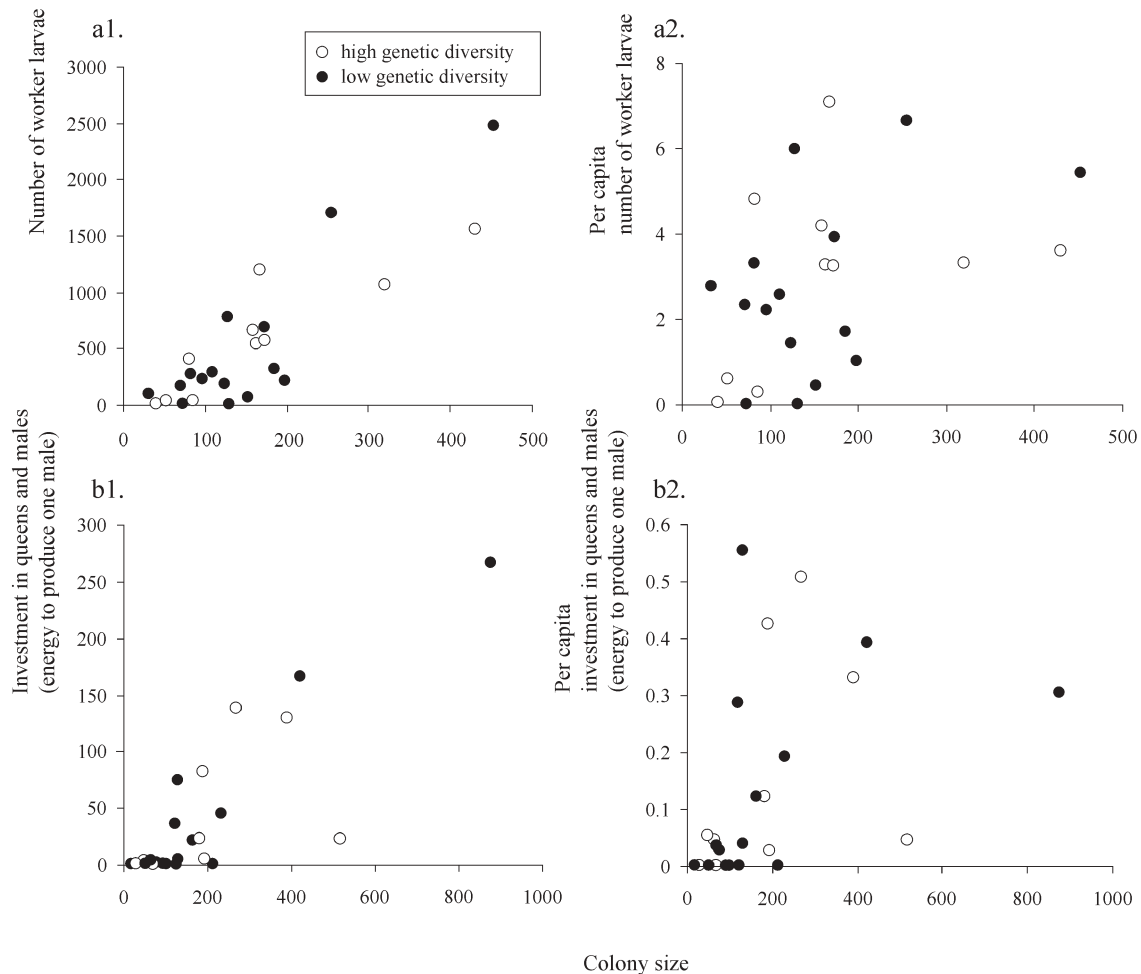 a1.
high genetic diversity
low genetic diversity
Number of worker larvae
3000
2500
2000
1500
1000
500
0
0 100 200 300 400 500
a2.
Per capita
number of worker larvae
8
6
4
2
0
0 100 200 300 400 500
b1.
Investment in queens and males
(energy to produce one male)
300
250
200
150
100
50
0
0 200 400 600 800 1000
b2.
Per capita
investment in queens and males
(energy to produce one male)
0.6
0.5
0.4
0.3
0.2
0.1
0
0 200 400 600 800 1000
Colony size